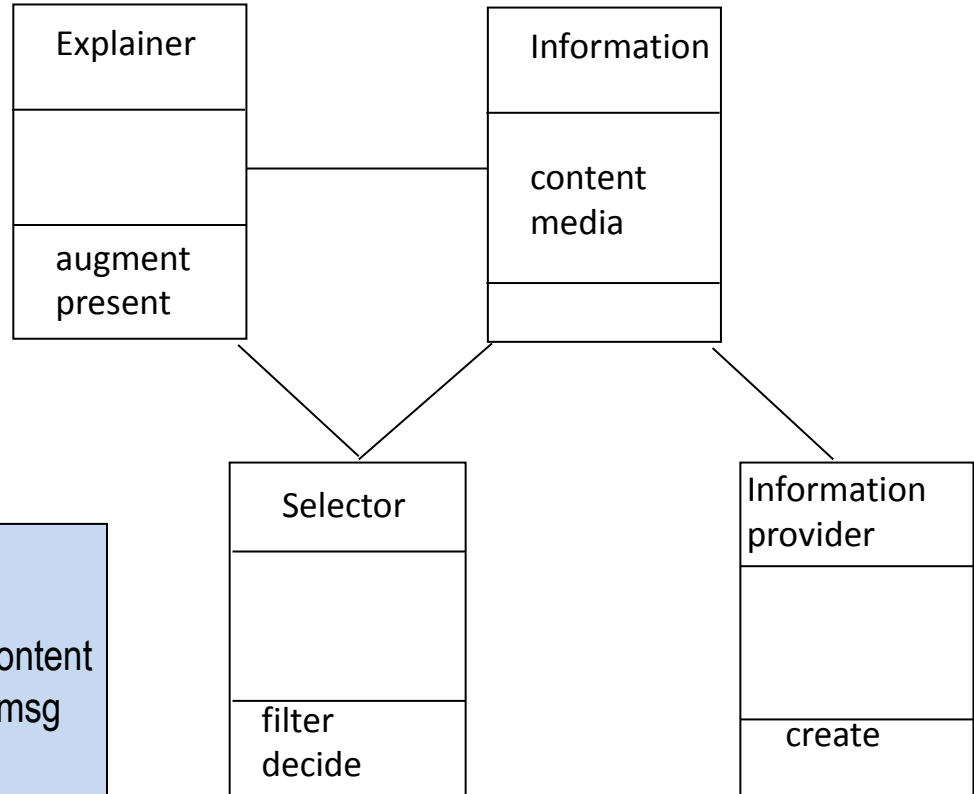 Explainer
augment
present
Information
content
media
Selector
filter
decide
Information
provider
create
ontent
msg